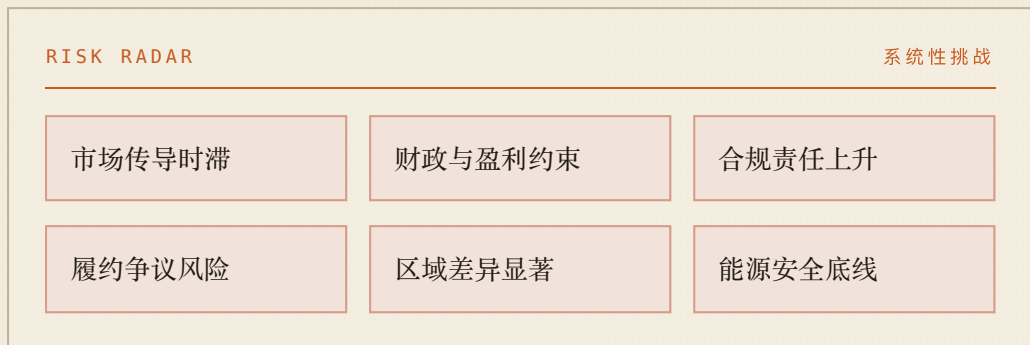 RISK RADAR
系统性挑战
市场传导时滞
财政与盈利约束
合规责任上升
履约争议风险
区域差异显著
能源安全底线